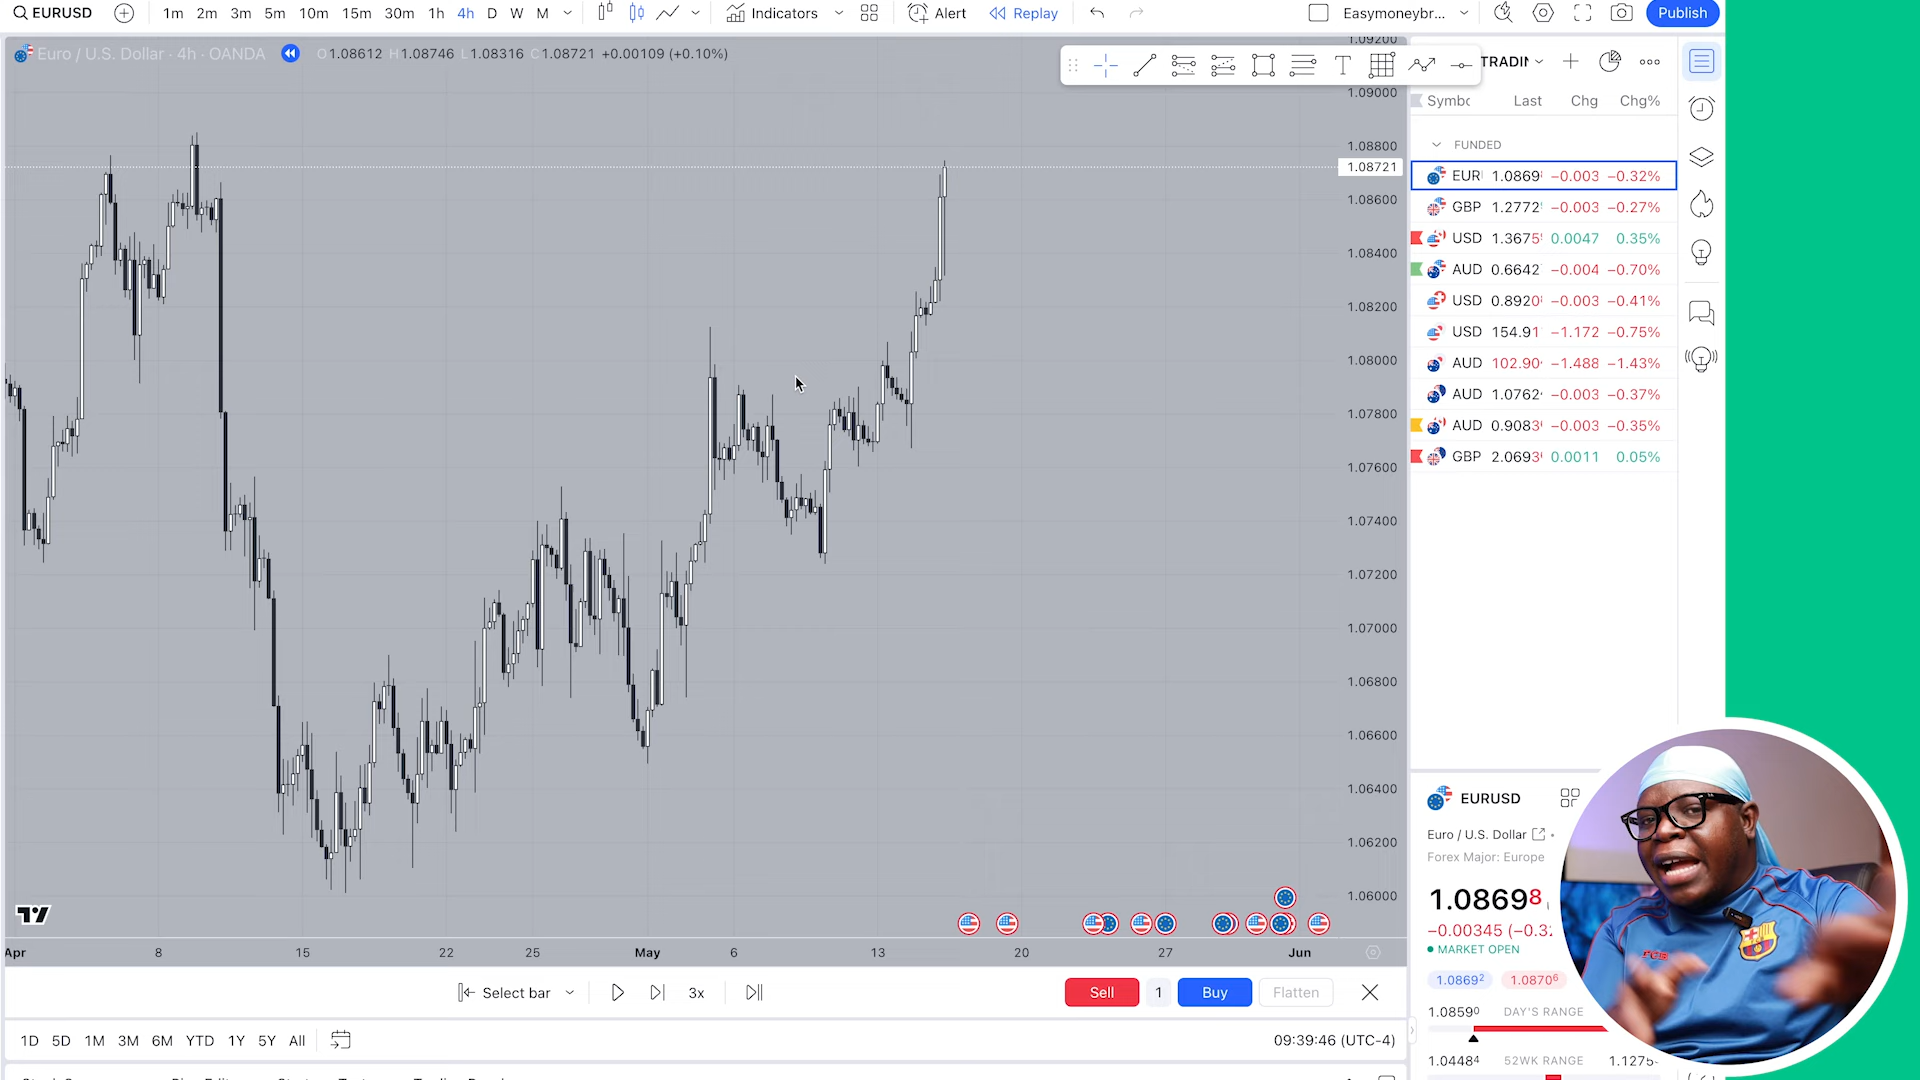 EURUSD 1m 2m 3m 5m 10m 15m 30m 1h 4h D W M Indicators Alert Replay Easymoneybr... Publish
Euro / U.S. Dollar · 4h · OANDA O1.08612 H1.08746 L1.08316 C1.08721 +0.00109 (+0.10%)
1.09200
1.09000
1.08800
1.08721
1.08600
1.08400
1.08200
1.08000
1.07800
1.07600
1.07400
1.07200
1.07000
1.06800
1.06600
1.06400
1.06200
1.06000
Apr 8 15 22 25 May 6 13 20 27 Jun
Select bar 3x Sell 1 Buy Flatten
1D 5D 1M 3M 6M YTD 1Y 5Y All 09:39:46 (UTC-4)
TRADIN
Symbo Last Chg Chg%
FUNDED
EUR 1.0869 −0.003 −0.32%
GBP 1.2772 −0.003 −0.27%
USD 1.3675 0.0047 0.35%
AUD 0.6642 −0.004 −0.70%
USD 0.8920 −0.003 −0.41%
USD 154.91 −1.172 −0.75%
AUD 102.90 −1.488 −1.43%
AUD 1.0762 −0.003 −0.37%
AUD 0.9083 −0.003 −0.35%
GBP 2.0693 0.0011 0.05%
EURUSD
Euro / U.S. Dollar
Forex Major: Europe
1.08698
−0.00345 (−0.32
MARKET OPEN
1.08692 1.08706
1.08590 DAY'S RANGE
1.04484 52WK RANGE 1.1275